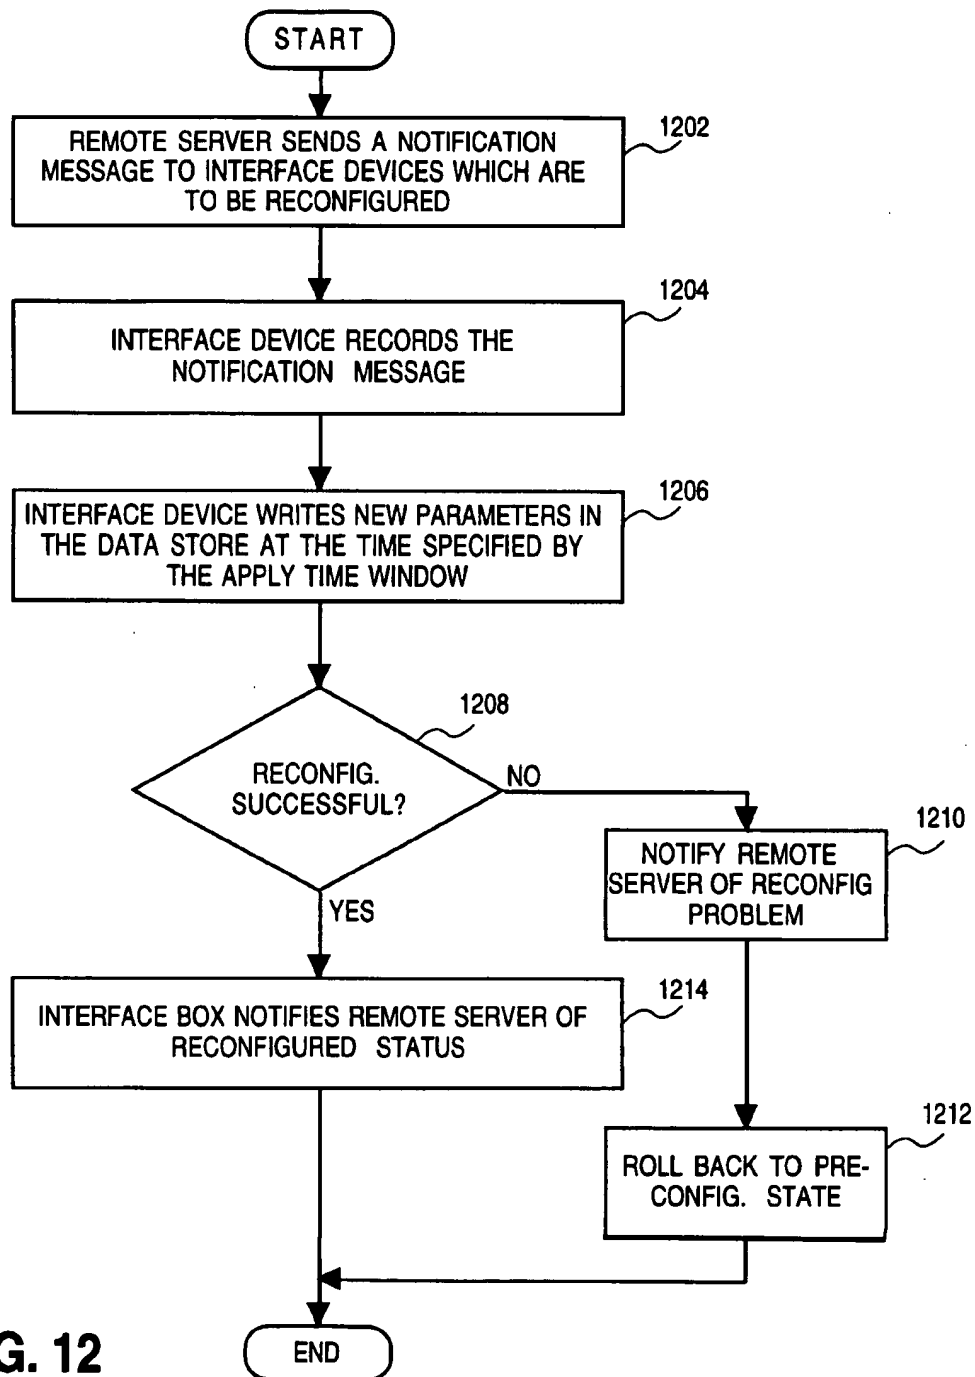 START
1202
REMOTE SERVER SENDS A NOTIFICATION
MESSAGE TO INTERFACE DEVICES WHICH ARE
TO BE RECONFIGURED
1204
INTERFACE DEVICE RECORDS THE
NOTIFICATION MESSAGE
1206
INTERFACE DEVICE WRITES NEW PARAMETERS IN
THE DATA STORE AT THE TIME SPECIFIED BY
THE APPLY TIME WINDOW
1208
RECONFIG.
SUCCESSFUL?
NO
YES
1210
NOTIFY REMOTE
SERVER OF RECONFIG
PROBLEM
1214
INTERFACE BOX NOTIFIES REMOTE SERVER OF
RECONFIGURED STATUS
1212
ROLL BACK TO PRE-
CONFIG. STATE
END
G. 12